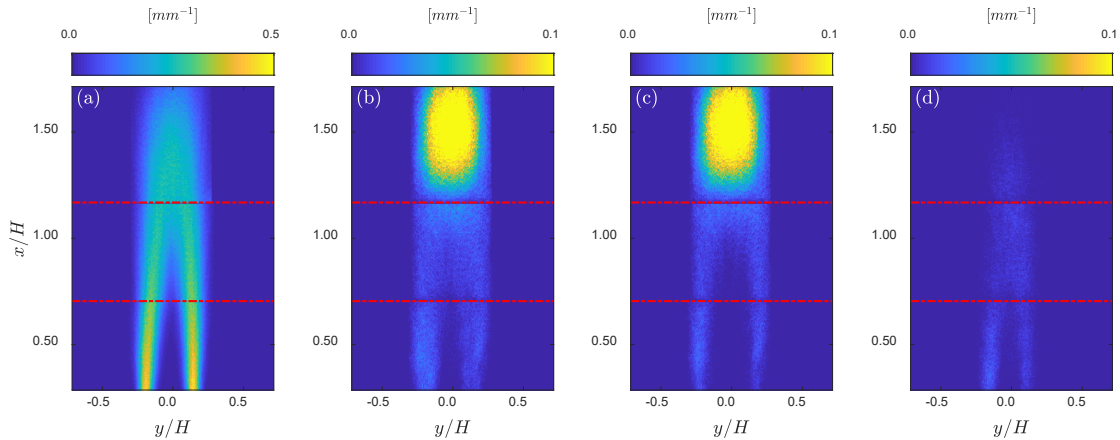 [mm⁻¹] [mm⁻¹] [mm⁻¹] [mm⁻¹]
0.0 0.5 0.0 0.1 0.0 0.1 0.0 0.1
(a) (b) (c) (d)
1.50 1.50 1.50 1.50
x/H
1.00 1.00 1.00 1.00
0.50 0.50 0.50 0.50
-0.5 0.0 0.5 -0.5 0.0 0.5 -0.5 0.0 0.5 -0.5 0.0 0.5
y/H y/H y/H y/H